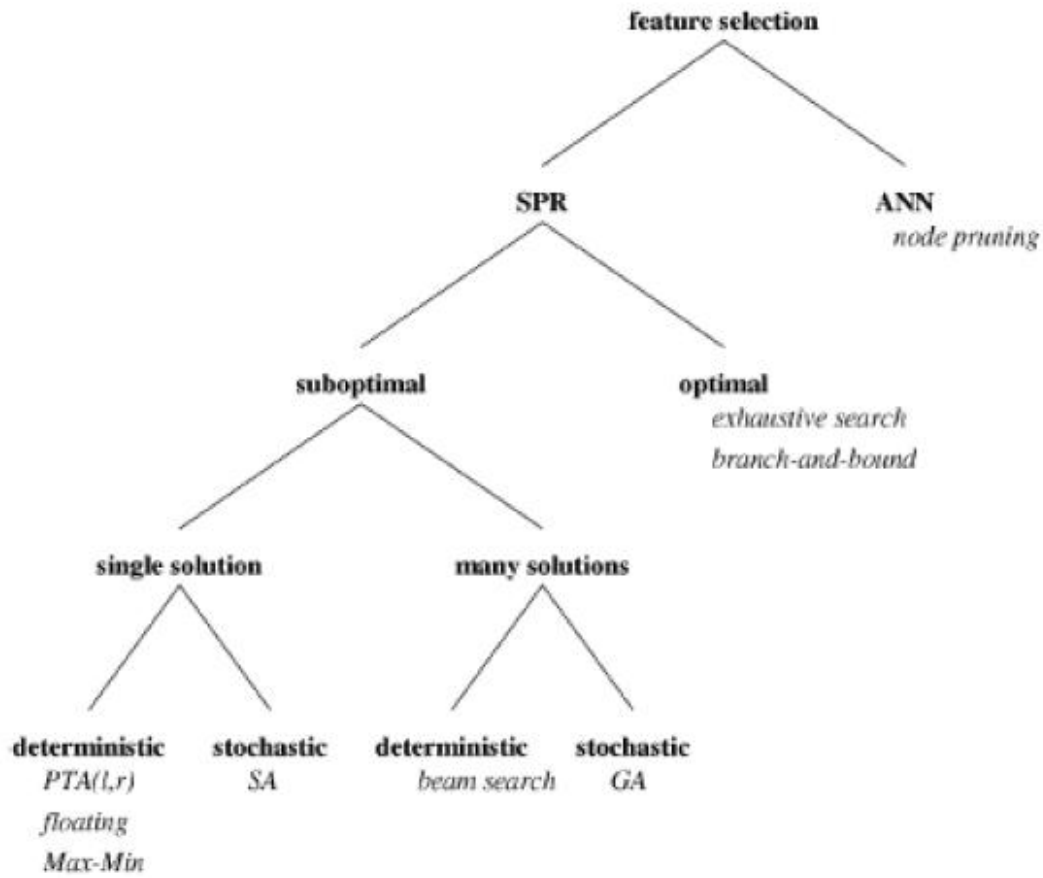 feature selection
SPR
ANN
node pruning
suboptimal
optimal
exhaustive search
branch-and-bound
single solution
many solutions
deterministic
PTA(l,r)
floating
Max-Min
stochastic
SA
deterministic
beam search
stochastic
GA